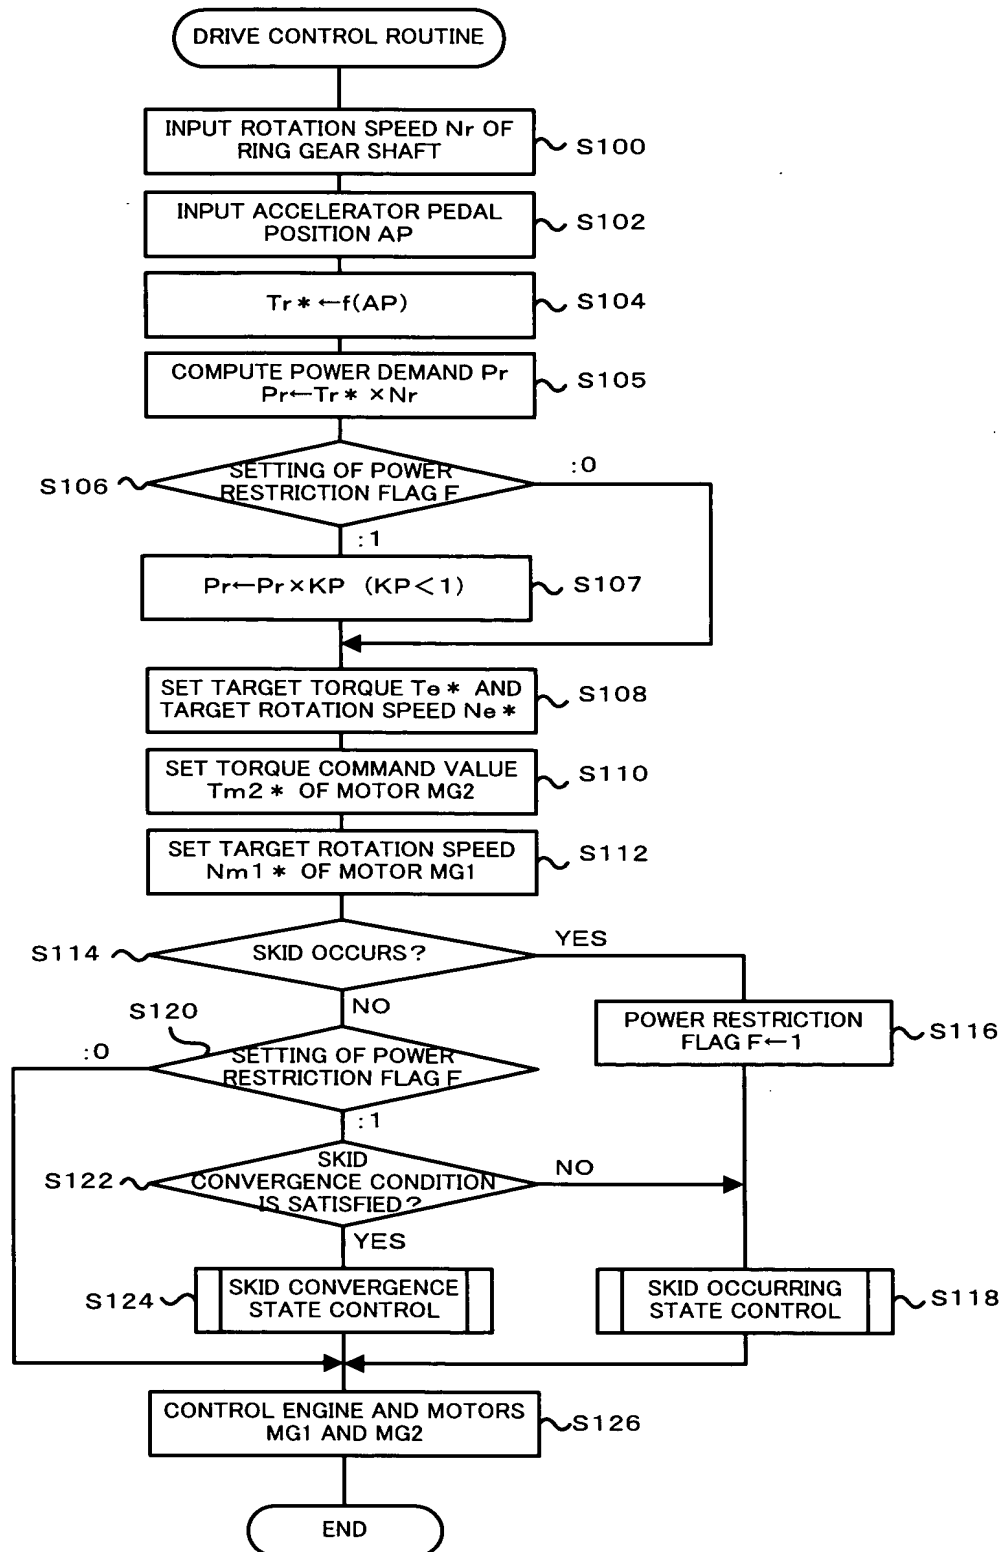 DRIVE CONTROL ROUTINE
INPUT ROTATION SPEED Nr OF
RING GEAR SHAFT
S100
INPUT ACCELERATOR PEDAL
POSITION AP
S102
Tr*←f(AP)
S104
COMPUTE POWER DEMAND Pr
Pr←Tr* ×Nr
S105
S106
SETTING OF POWER
RESTRICTION FLAG F
:0
:1
Pr←Pr×KP (KP<1)
S107
SET TARGET TORQUE Te* AND
TARGET ROTATION SPEED Ne*
S108
SET TORQUE COMMAND VALUE
Tm2* OF MOTOR MG2
S110
SET TARGET ROTATION SPEED
Nm1* OF MOTOR MG1
S112
S114
SKID OCCURS?
YES
NO
POWER RESTRICTION
FLAG F←1
S116
S120
:0
SETTING OF POWER
RESTRICTION FLAG F
:1
S122
SKID
CONVERGENCE CONDITION
IS SATISFIED?
NO
YES
S124
SKID CONVERGENCE
STATE CONTROL
SKID OCCURRING
STATE CONTROL
S118
CONTROL ENGINE AND MOTORS
MG1 AND MG2
S126
END